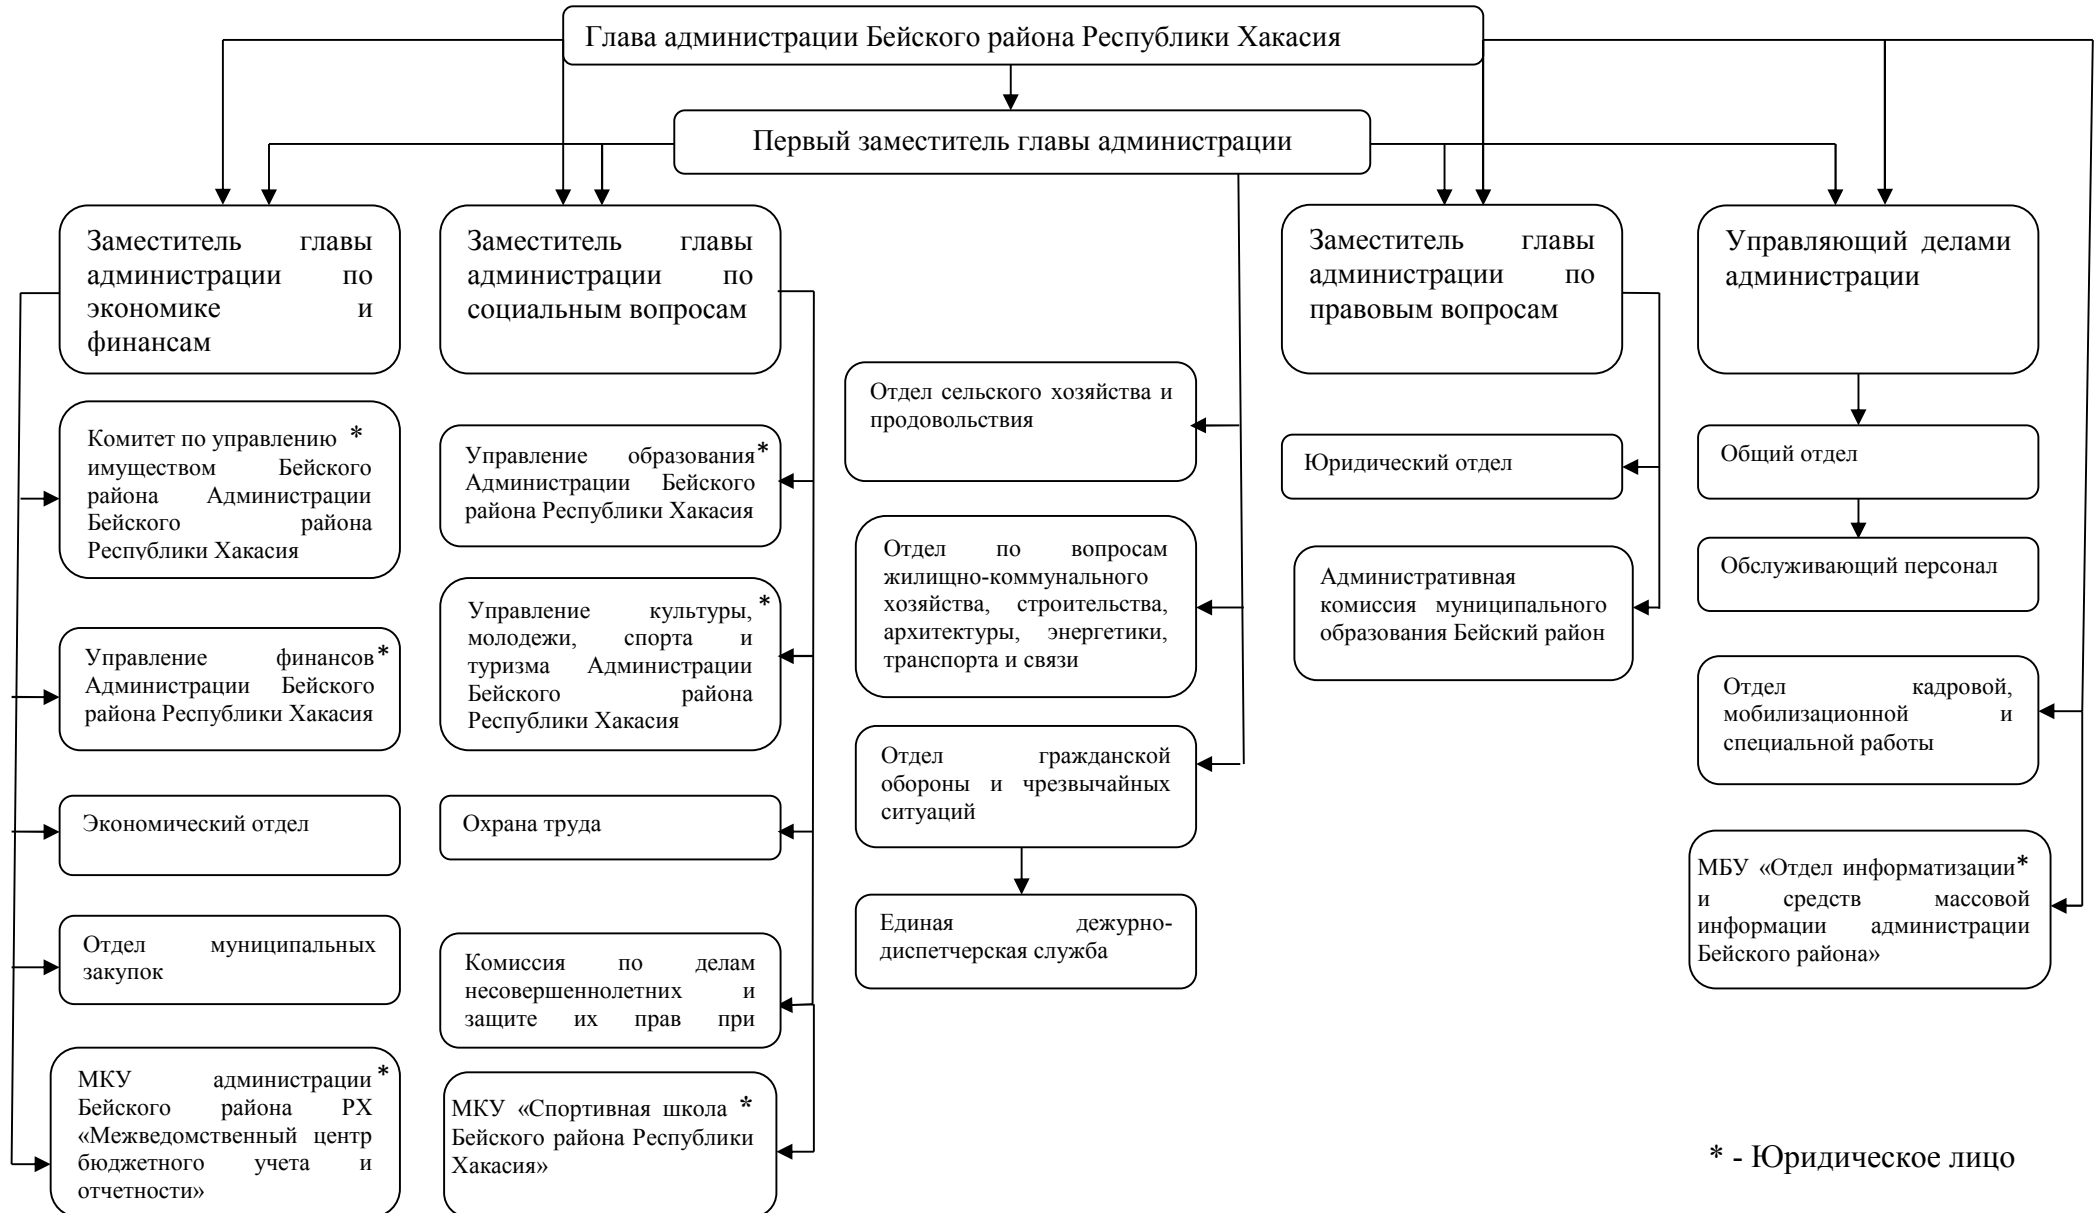 Глава администрации Бейского района Республики Хакасия
Первый заместитель главы администрации
Заместитель главы
администрации по
экономике и
финансам
Заместитель главы
администрации по
социальным вопросам
Заместитель главы
администрации по
правовым вопросам
Управляющий делами
администрации
Комитет по управлению *
имуществом Бейского
района Администрации
Бейского района
Республики Хакасия
Управление финансов*
Администрации Бейского
района Республики Хакасия
Экономический отдел
Отдел муниципальных
закупок
МКУ администрации*
Бейского района РХ
«Межведомственный центр
бюджетного учета и
отчетности»
Управление образования*
Администрации Бейского
района Республики Хакасия
Управление культуры,*
молодежи, спорта и
туризма Администрации
Бейского района
Республики Хакасия
Охрана труда
Комиссия по делам
несовершеннолетних и
защите их прав при
МКУ «Спортивная школа *
Бейского района Республики
Хакасия»
Отдел сельского хозяйства и
продовольствия
Отдел по вопросам
жилищно-коммунального
хозяйства, строительства,
архитектуры, энергетики,
транспорта и связи
Отдел гражданской
обороны и чрезвычайных
ситуаций
Единая дежурно-
диспетчерская служба
Юридический отдел
Административная
комиссия муниципального
образования Бейский район
Общий отдел
Обслуживающий персонал
Отдел кадровой,
мобилизационной и
специальной работы
МБУ «Отдел информатизации*
и средств массовой
информации администрации
Бейского района»
* - Юридическое лицо